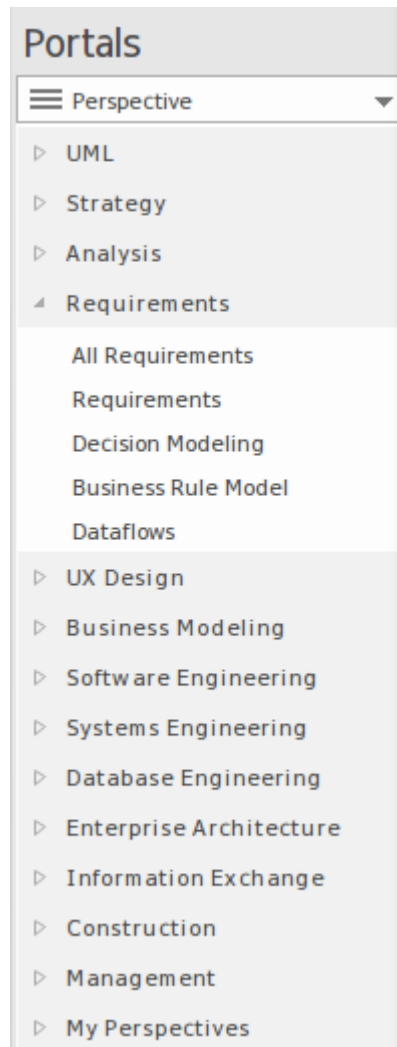 Portals
Perspective
UML
Strategy
Analysis
Requirements
All Requirements
Requirements
Decision Modeling
Business Rule Model
Dataflows
UX Design
Business Modeling
Software Engineering
Systems Engineering
Database Engineering
Enterprise Architecture
Information Exchange
Construction
Management
My Perspectives